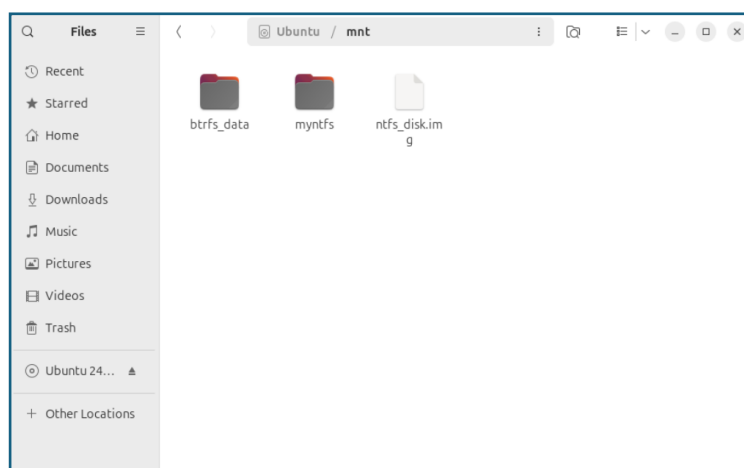 Files
Ubuntu / mnt
Recent
Starred
Home
Documents
Downloads
Music
Pictures
Videos
Trash
Ubuntu 24...
Other Locations
btrfs_data
myntfs
ntfs_disk.im
g